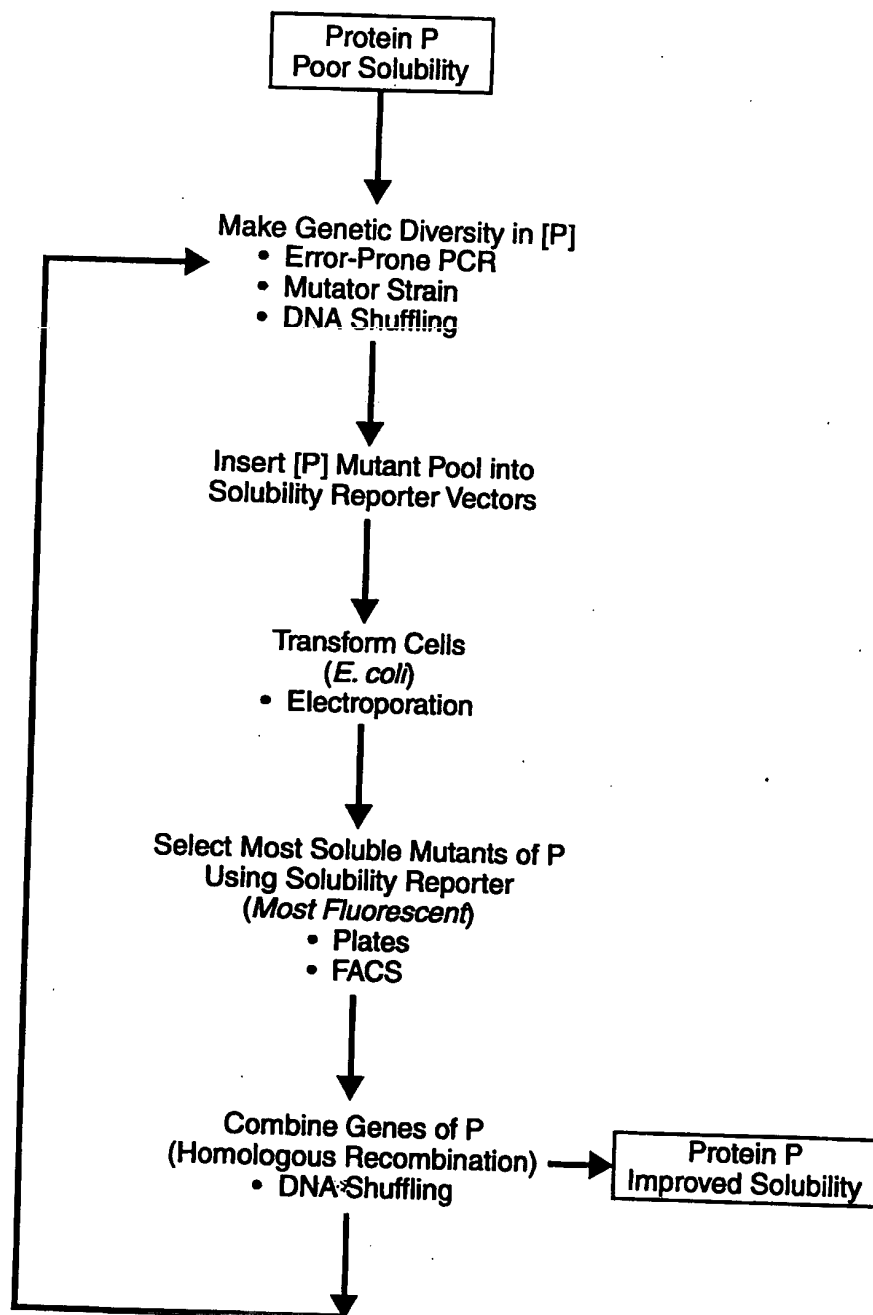 Protein P
Poor Solubility
Make Genetic Diversity in [P]
• Error-Prone PCR
• Mutator Strain
• DNA Shuffling
Insert [P] Mutant Pool into
Solubility Reporter Vectors
Transform Cells
(E. coli)
• Electroporation
Select Most Soluble Mutants of P
Using Solubility Reporter
(Most Fluorescent)
• Plates
• FACS
Combine Genes of P
(Homologous Recombination)
• DNA Shuffling
Protein P
Improved Solubility